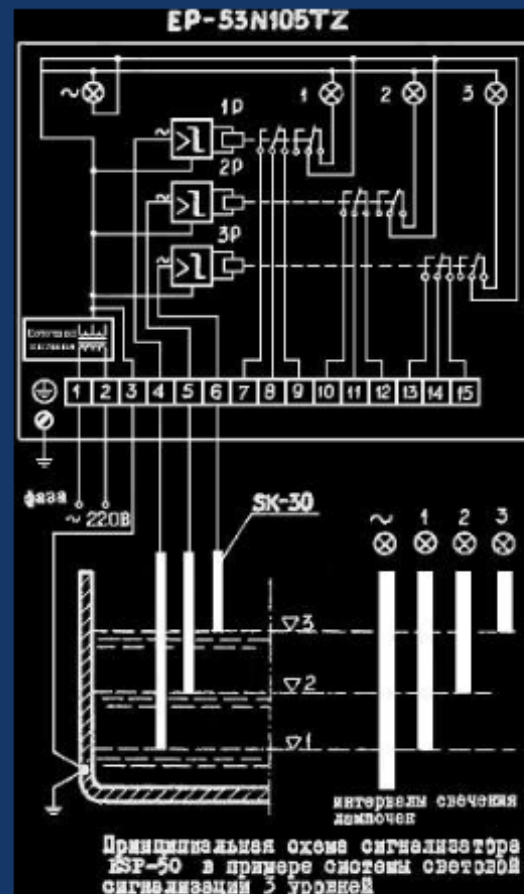 EP-53N105TZ
~ 1 2 3
1P
~
2P
~
3P
~
Источник питания
1 2 3 4 5 6 7 8 9 10 11 12 13 14 15
фаза
~ 220В
SK-30
~ 1 2 3
3
2
1
интервалы свечения
лампочек
Принципиальная схема сигнализатора
ESP-50 в примере системы световой
сигнализации 3 уровней